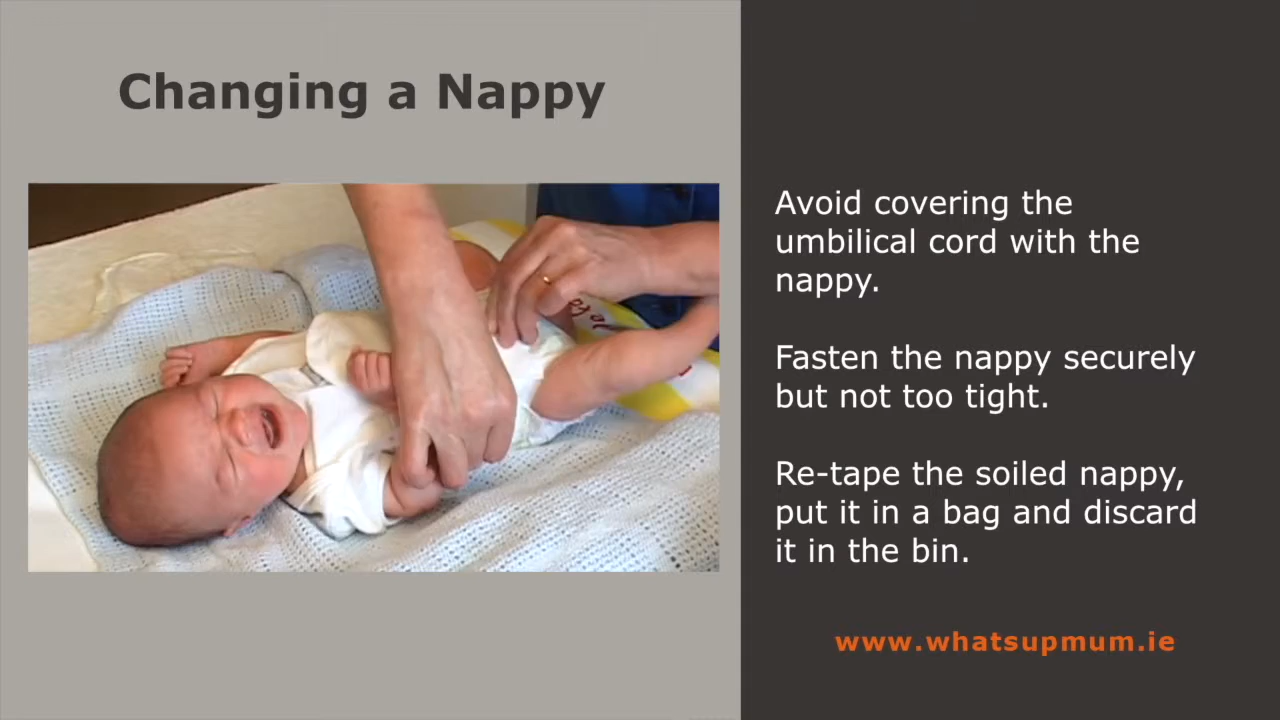 Changing a Nappy
Avoid covering the
umbilical cord with the
nappy.
Fasten the nappy securely
but not too tight.
Re-tape the soiled nappy,
put it in a bag and discard
it in the bin.
www.whatsupmum.ie